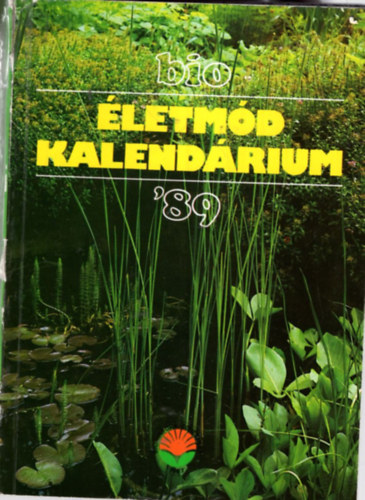 bio
ÉLETMÓD
KALENDÁRIUM
'89